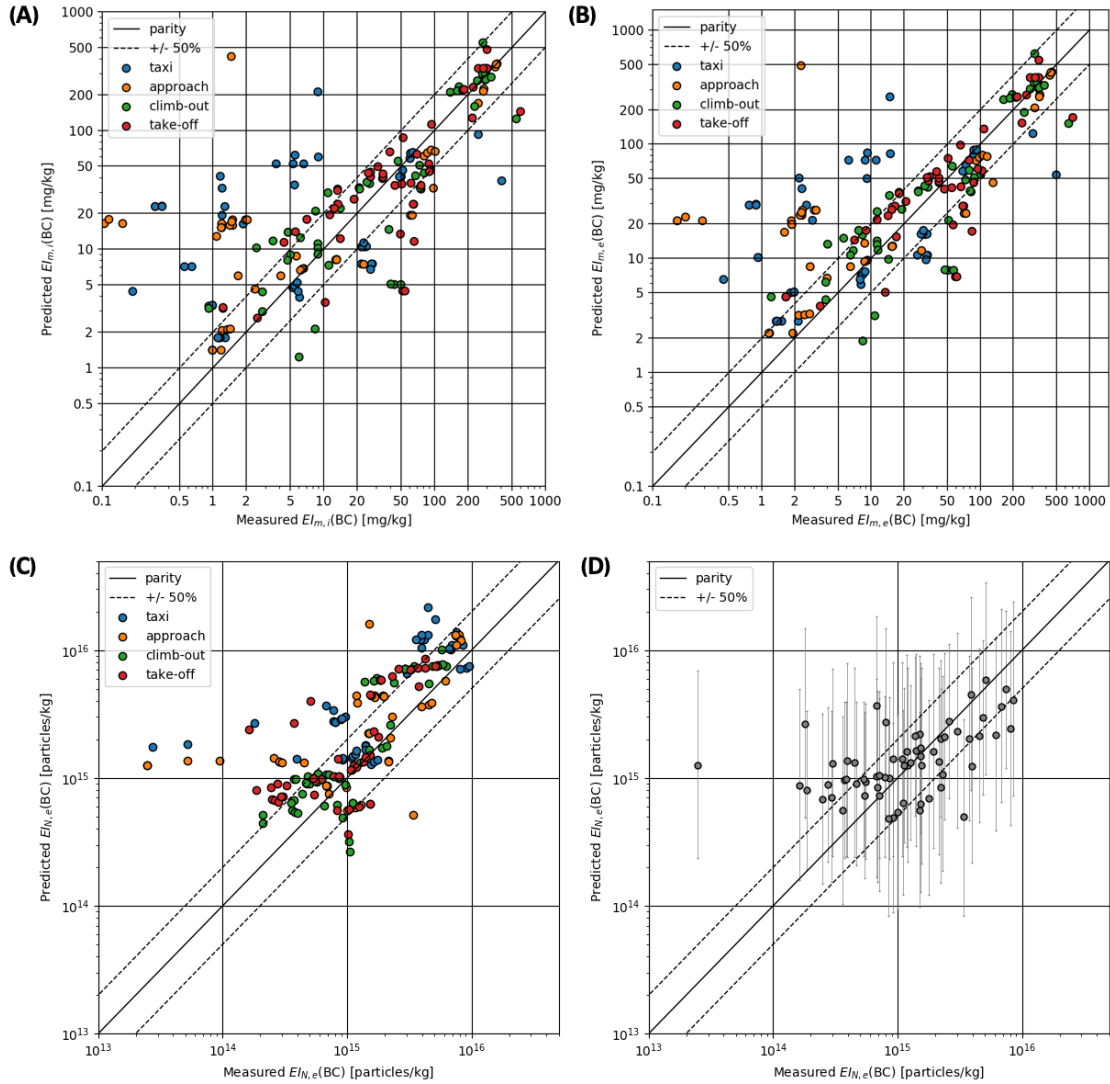 (A)
1000
500
200
100
50
20
10
5
2
1
0.5
0.1
Predicted EIm,i(BC) [mg/kg]
parity
+/- 50%
taxi
approach
climb-out
take-off
0.1 0.5 1 2 5 10 20 50 100 200 500 1000
Measured EIm,i(BC) [mg/kg]
(B)
1000
500
200
100
50
20
10
5
2
1
0.5
0.1
Predicted EIm,e(BC) [mg/kg]
parity
+/- 50%
taxi
approach
climb-out
take-off
0.1 0.5 1 2 5 10 20 50 100 200 500 1000
Measured EIm,e(BC) [mg/kg]
(C)
10^16
10^15
10^14
10^13
Predicted EIN,e(BC) [particles/kg]
parity
+/- 50%
taxi
approach
climb-out
take-off
10^13 10^14 10^15 10^16
Measured EIN,e(BC) [particles/kg]
(D)
10^16
10^15
10^14
10^13
Predicted EIN,e(BC) [particles/kg]
parity
+/- 50%
10^13 10^14 10^15 10^16
Measured EIN,e(BC) [particles/kg]